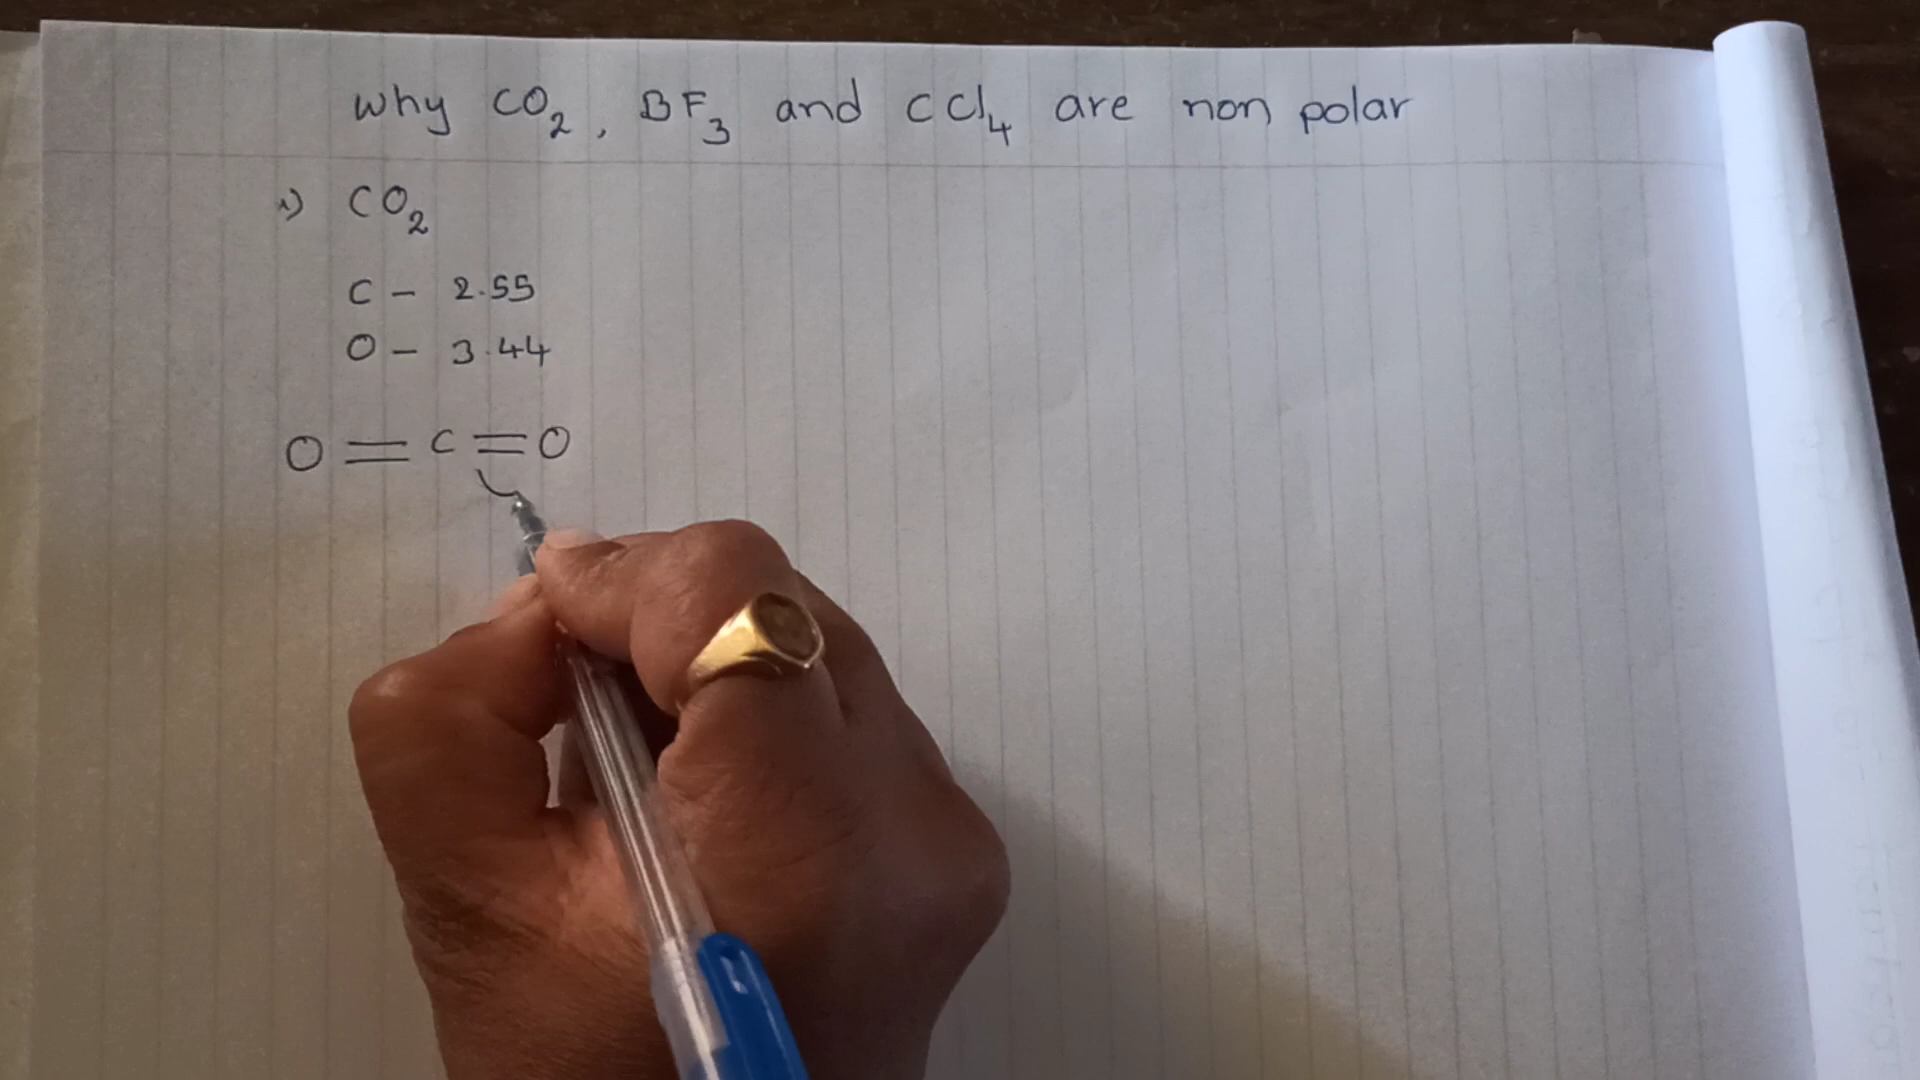 why CO₂, BF₃ and CCl₄ are non polar
1) CO₂
C - 2.55
O - 3.44
O = C = O